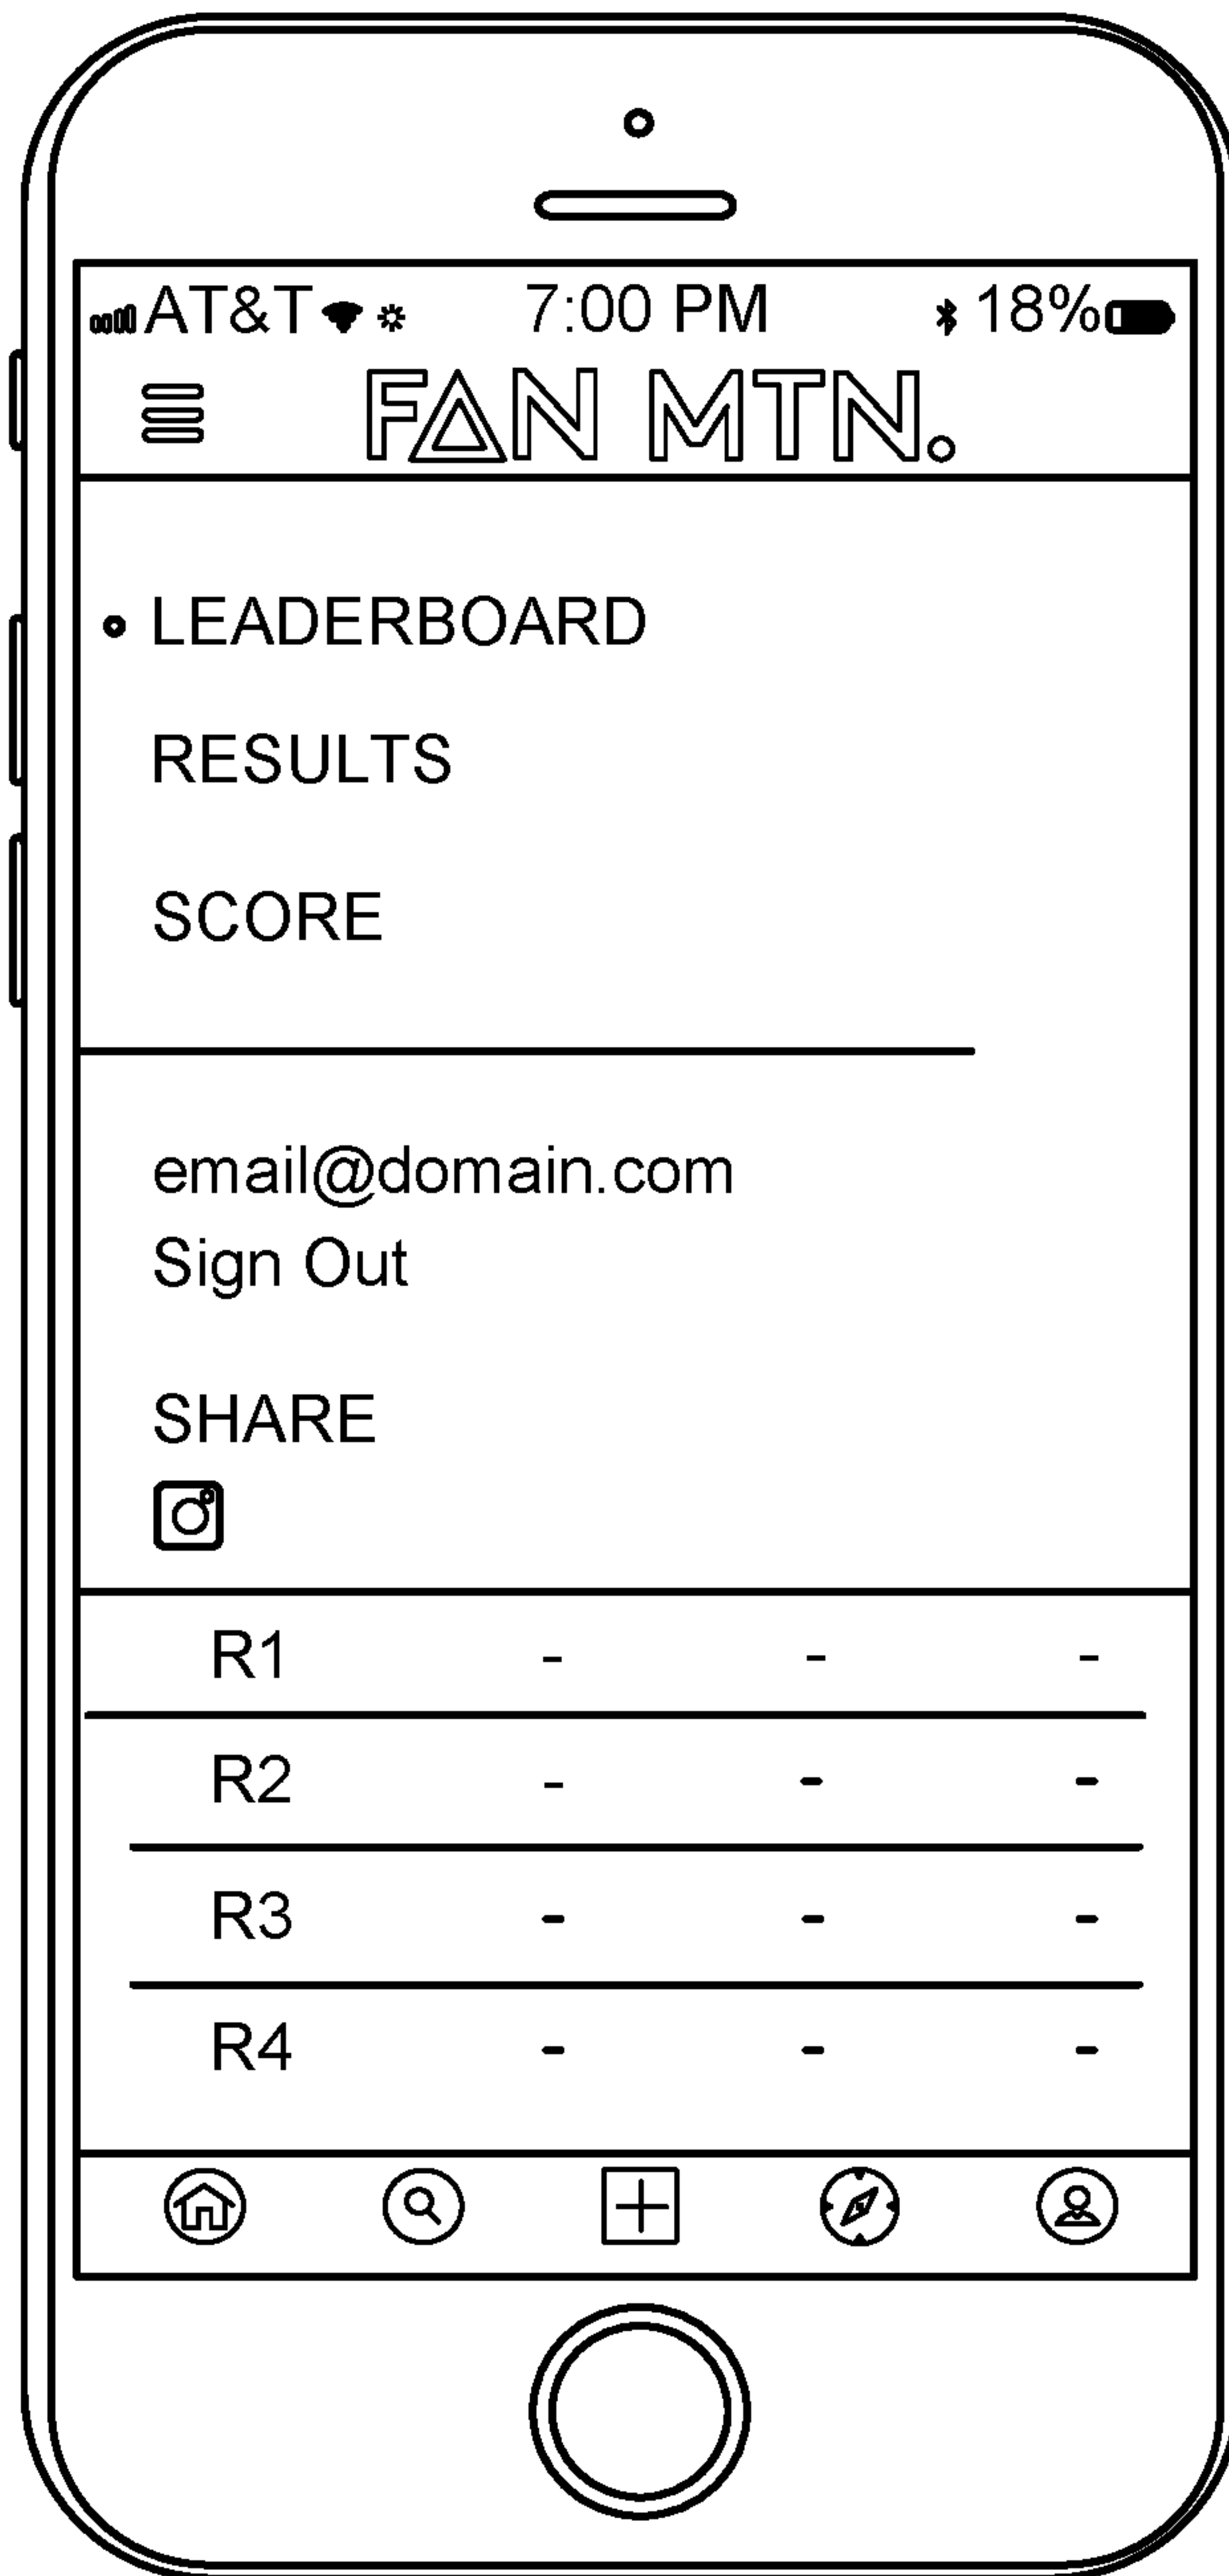 AT&T 7:00 PM 18%
FAN MTN.
LEADERBOARD
RESULTS
SCORE
email@domain.com
Sign Out
SHARE
R1 - - -
R2 - - -
R3 - - -
R4 - - -